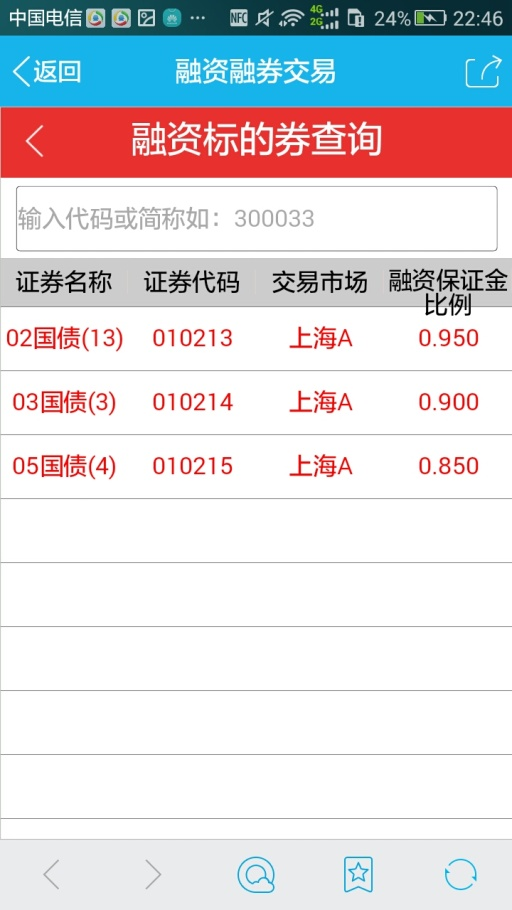 中国电信 ... NFC 4G 2G 24% 22:46
返回 融资融券交易
融资标的券查询
输入代码或简称如：300033
证券名称 证券代码 交易市场 融资保证金
比例
02国债(13) 010213 上海A 0.950
03国债(3) 010214 上海A 0.900
05国债(4) 010215 上海A 0.850